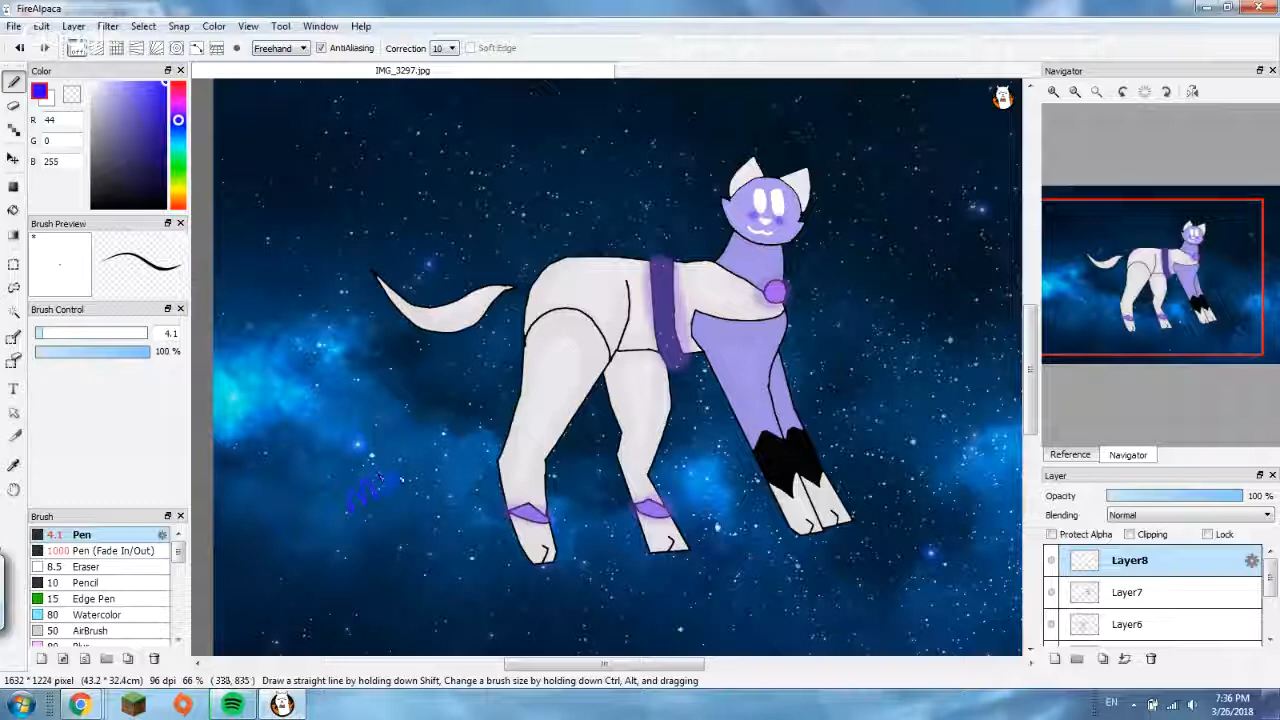 FireAlpaca
File Edit Layer Filter Select Snap Color View Tool Window Help
off Freehand AntiAliasing Correction 10 Soft Edge
Color
IMG_3297.jpg
Navigator
R 44
G 0
B 255
Brush Preview
Brush Control
4.1
100 %
Reference Navigator
Layer
Opacity 100 %
Blending Normal
Protect Alpha Clipping Lock
Layer8
Layer7
Layer6
Brush
4.1 Pen
1000 Pen (Fade In/Out)
8.5 Eraser
10 Pencil
15 Edge Pen
80 Watercolor
50 AirBrush
1632 * 1224 pixel (43.2 * 32.4cm) 96 dpi 66 % ( 338, 835 ) Draw a straight line by holding down Shift, Change a brush size by holding down Ctrl, Alt, and dragging
EN
7:36 PM
3/26/2018